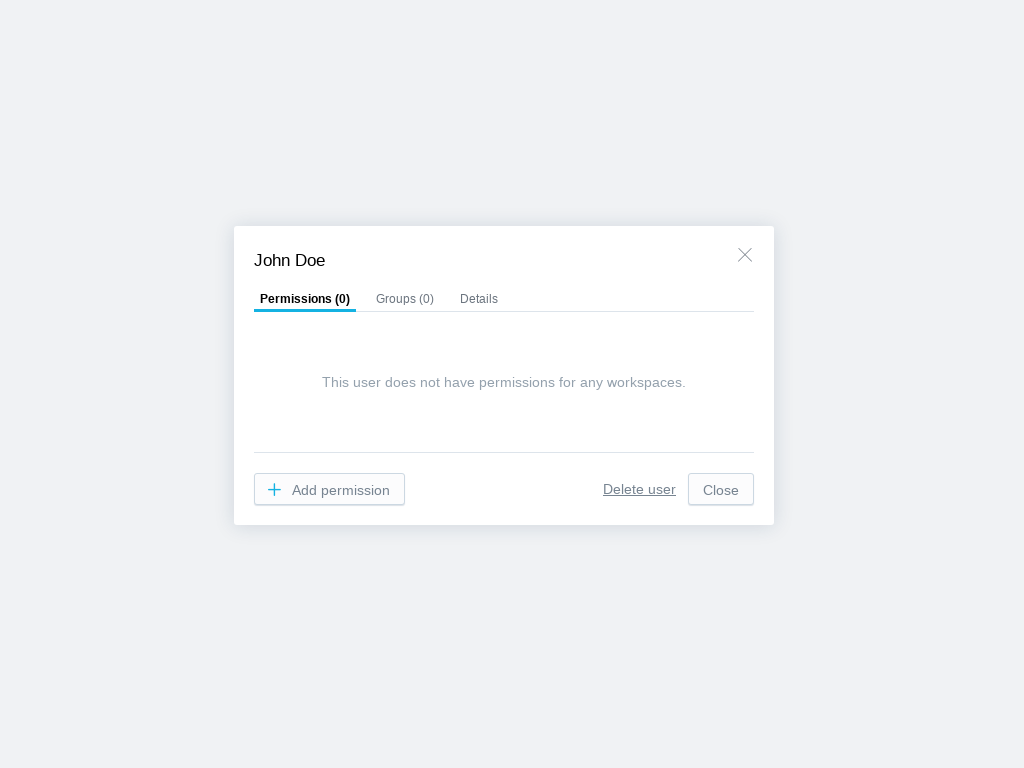 John Doe
Permissions (0) Groups (0) Details
This user does not have permissions for any workspaces.
Add permission Delete user Close